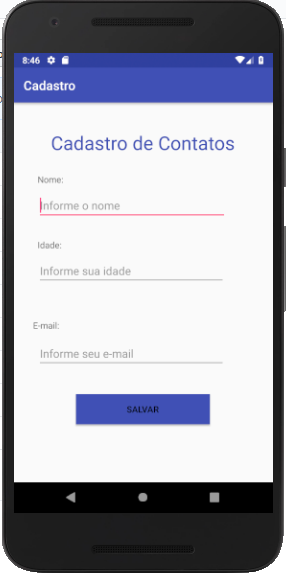 8:46
Cadastro
Cadastro de Contatos
Nome:
Informe o nome
Idade:
Informe sua idade
E-mail:
Informe seu e-mail
SALVAR